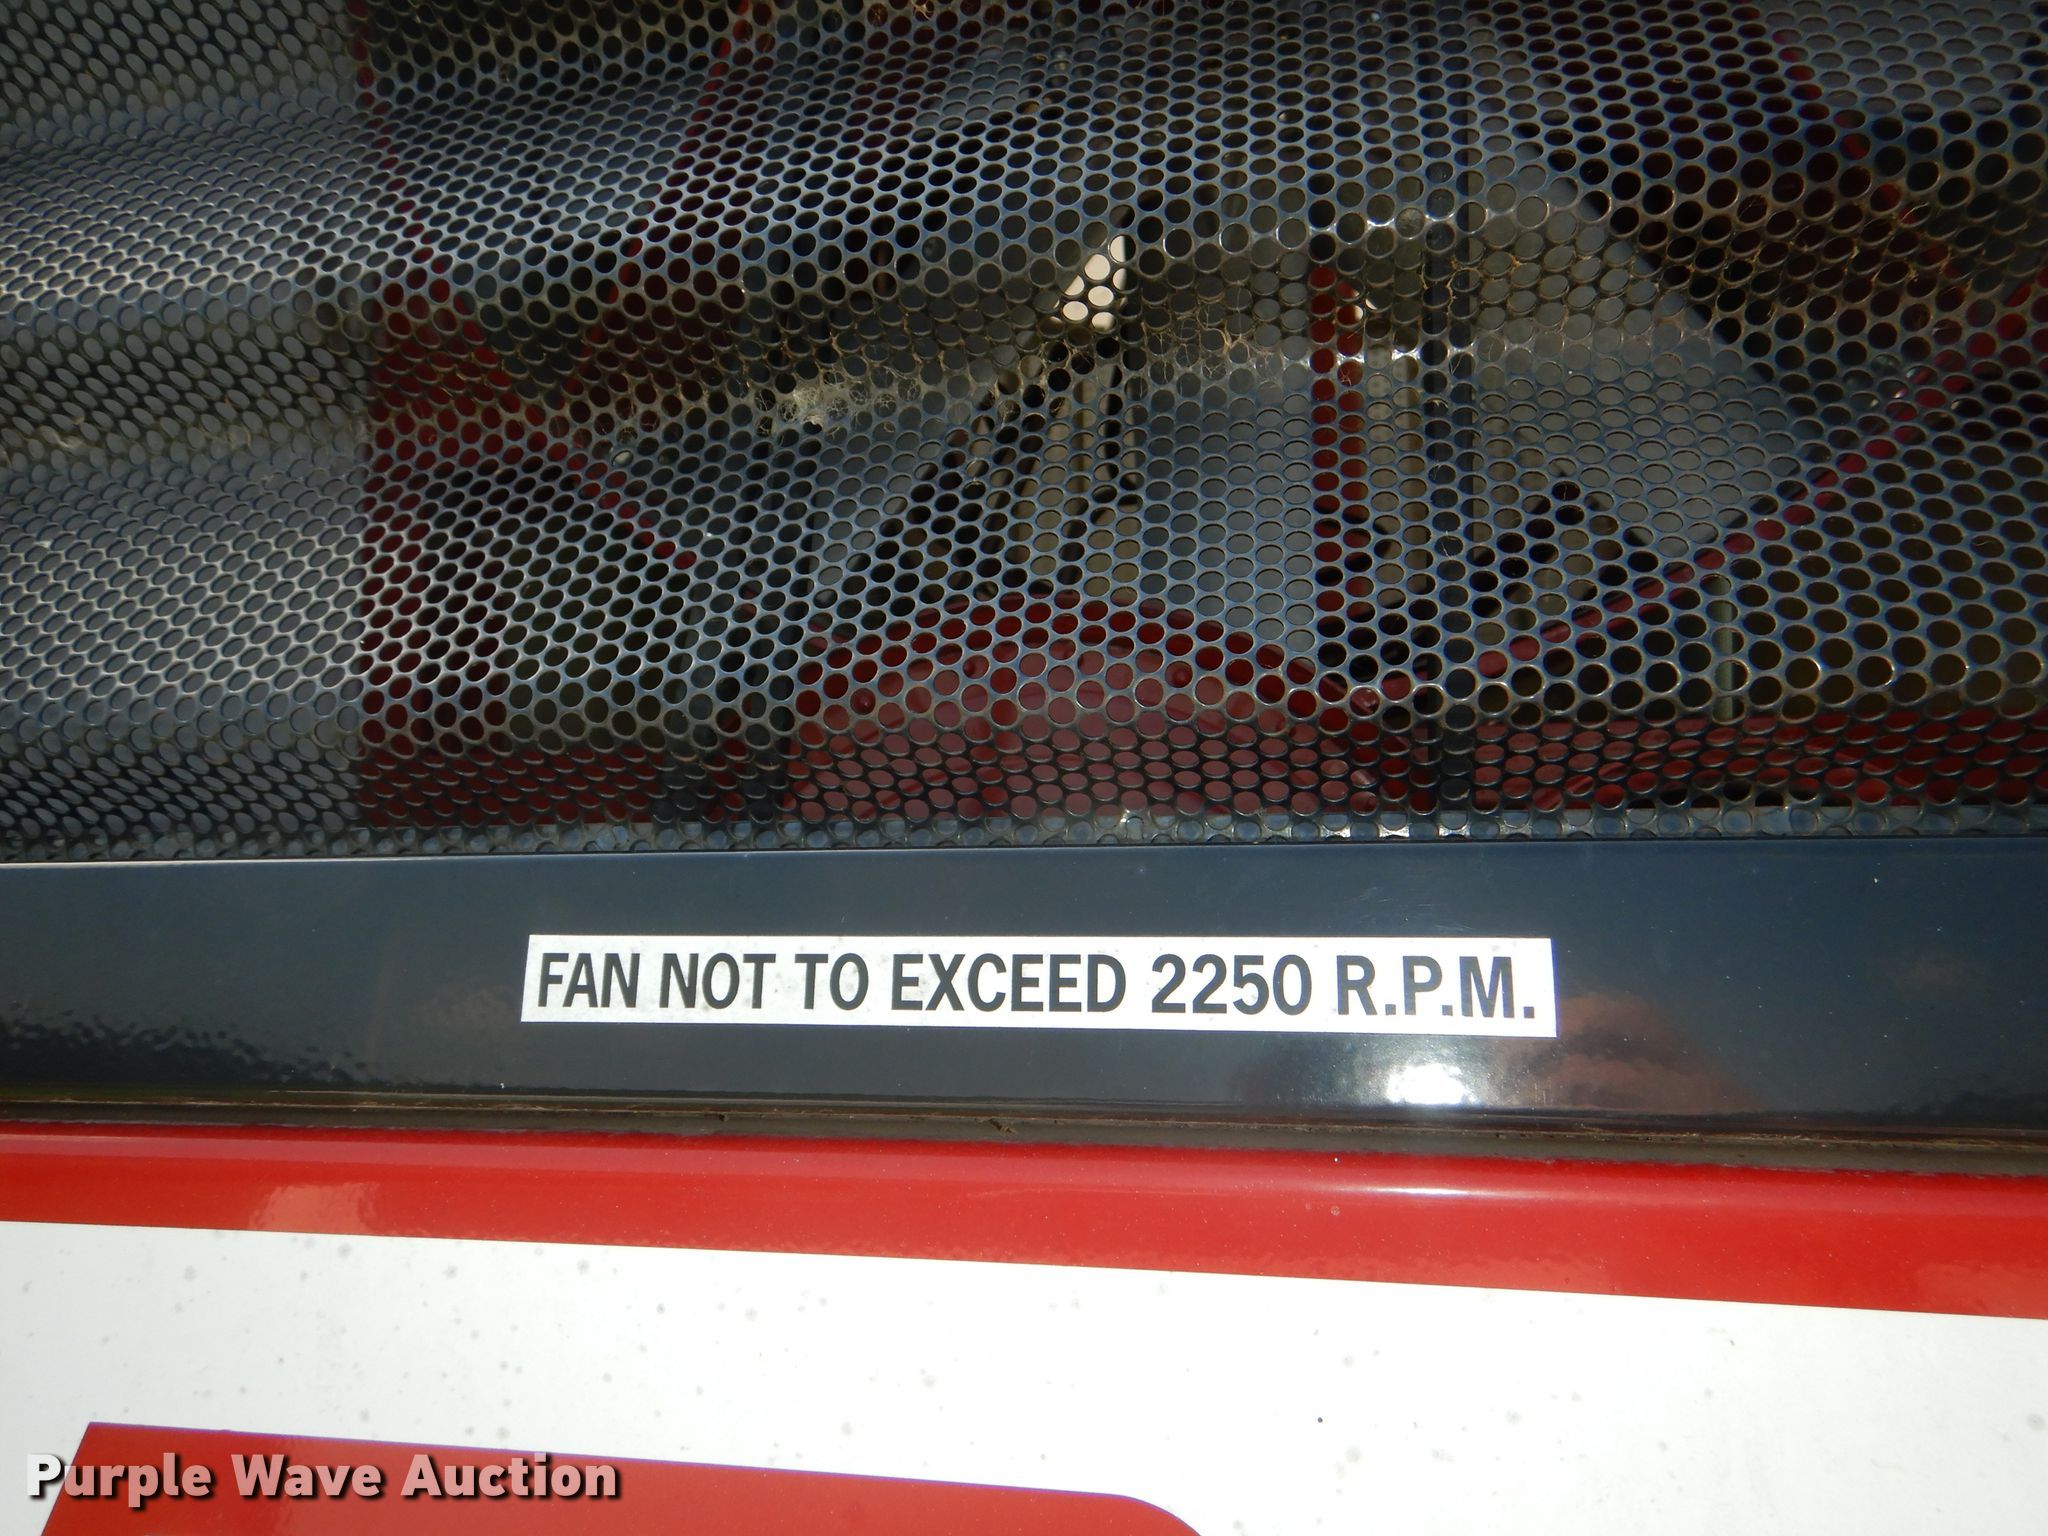 FAN NOT TO EXCEED 2250 R.P.M.
Purple Wave Auction